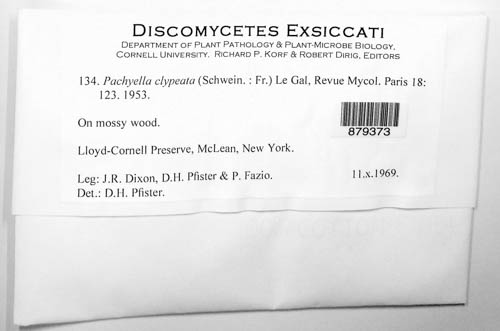 DISCOMYCETES EXSICCATI
DEPARTMENT OF PLANT PATHOLOGY & PLANT-MICROBE BIOLOGY,
CORNELL UNIVERSITY. RICHARD P. KORF & ROBERT DIRIG, EDITORS
134. Pachyella clypeata (Schwein. : Fr.) Le Gal, Revue Mycol. Paris 18:
123. 1953.
On mossy wood.
879373
Lloyd-Cornell Preserve, McLean, New York.
Leg: J.R. Dixon, D.H. Pfister & P. Fazio. 11.x.1969.
Det.: D.H. Pfister.